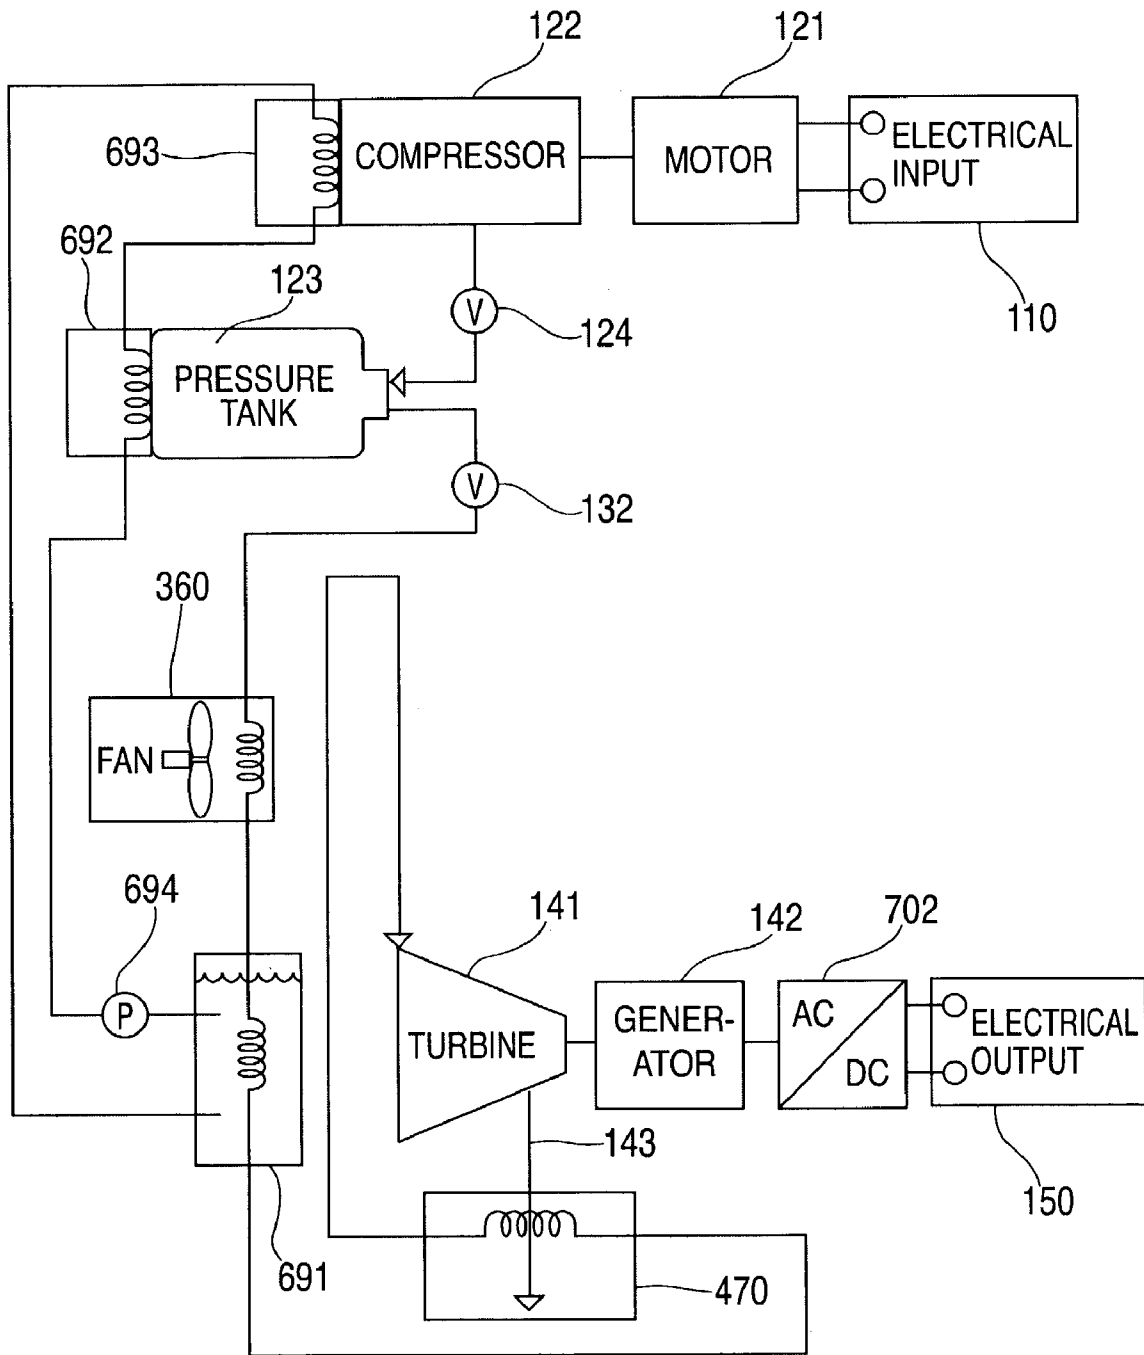 122
121
COMPRESSOR
MOTOR
ELECTRICAL
INPUT
693
692
123
110
V
124
PRESSURE
TANK
V
132
360
FAN
694
141
142
702
P
TURBINE
GENER-
ATOR
AC
DC
ELECTRICAL
OUTPUT
143
150
691
470